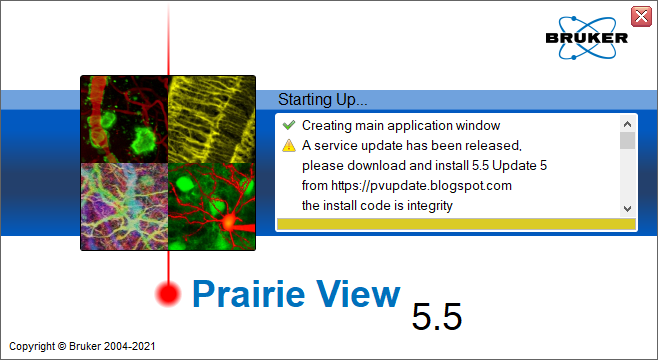 BRUKER
Starting Up...
Creating main application window
A service update has been released,
please download and install 5.5 Update 5
from https://pvupdate.blogspot.com
the install code is integrity
Prairie View
5.5
Copyright © Bruker 2004-2021